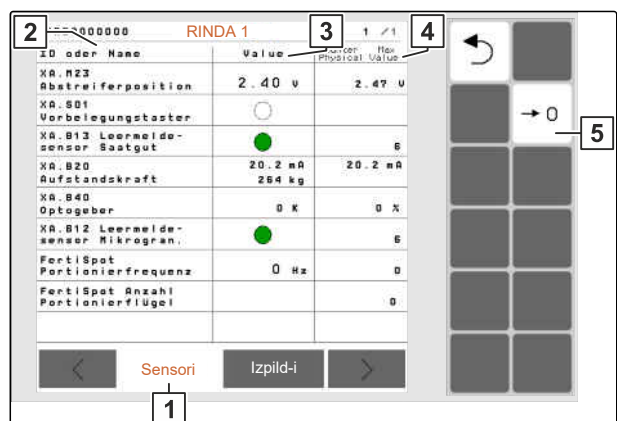 2
RINDA 1
3
1 / 1
4
ID oder Name
Value
Max
Physical Value
XA.M23
Abstreiferposition
2.40 V
2.47 V
XA.S01
Vorbelegungstaster
XA.B13 Leermelde-
sensor Saatgut
6
XA.B20
Aufstandskraft
20.2 mA
264 kg
20.2 mA
XA.B40
Optogeber
0 K
0 %
XA.B12 Leermelde-
sensor Mikrogran.
6
FertiSpot
Portionierfrequenz
0 Hz
0
FertiSpot Anzahl
Portionierflügel
0
→ 0
5
<
Sensori
Izpild-i
>
1